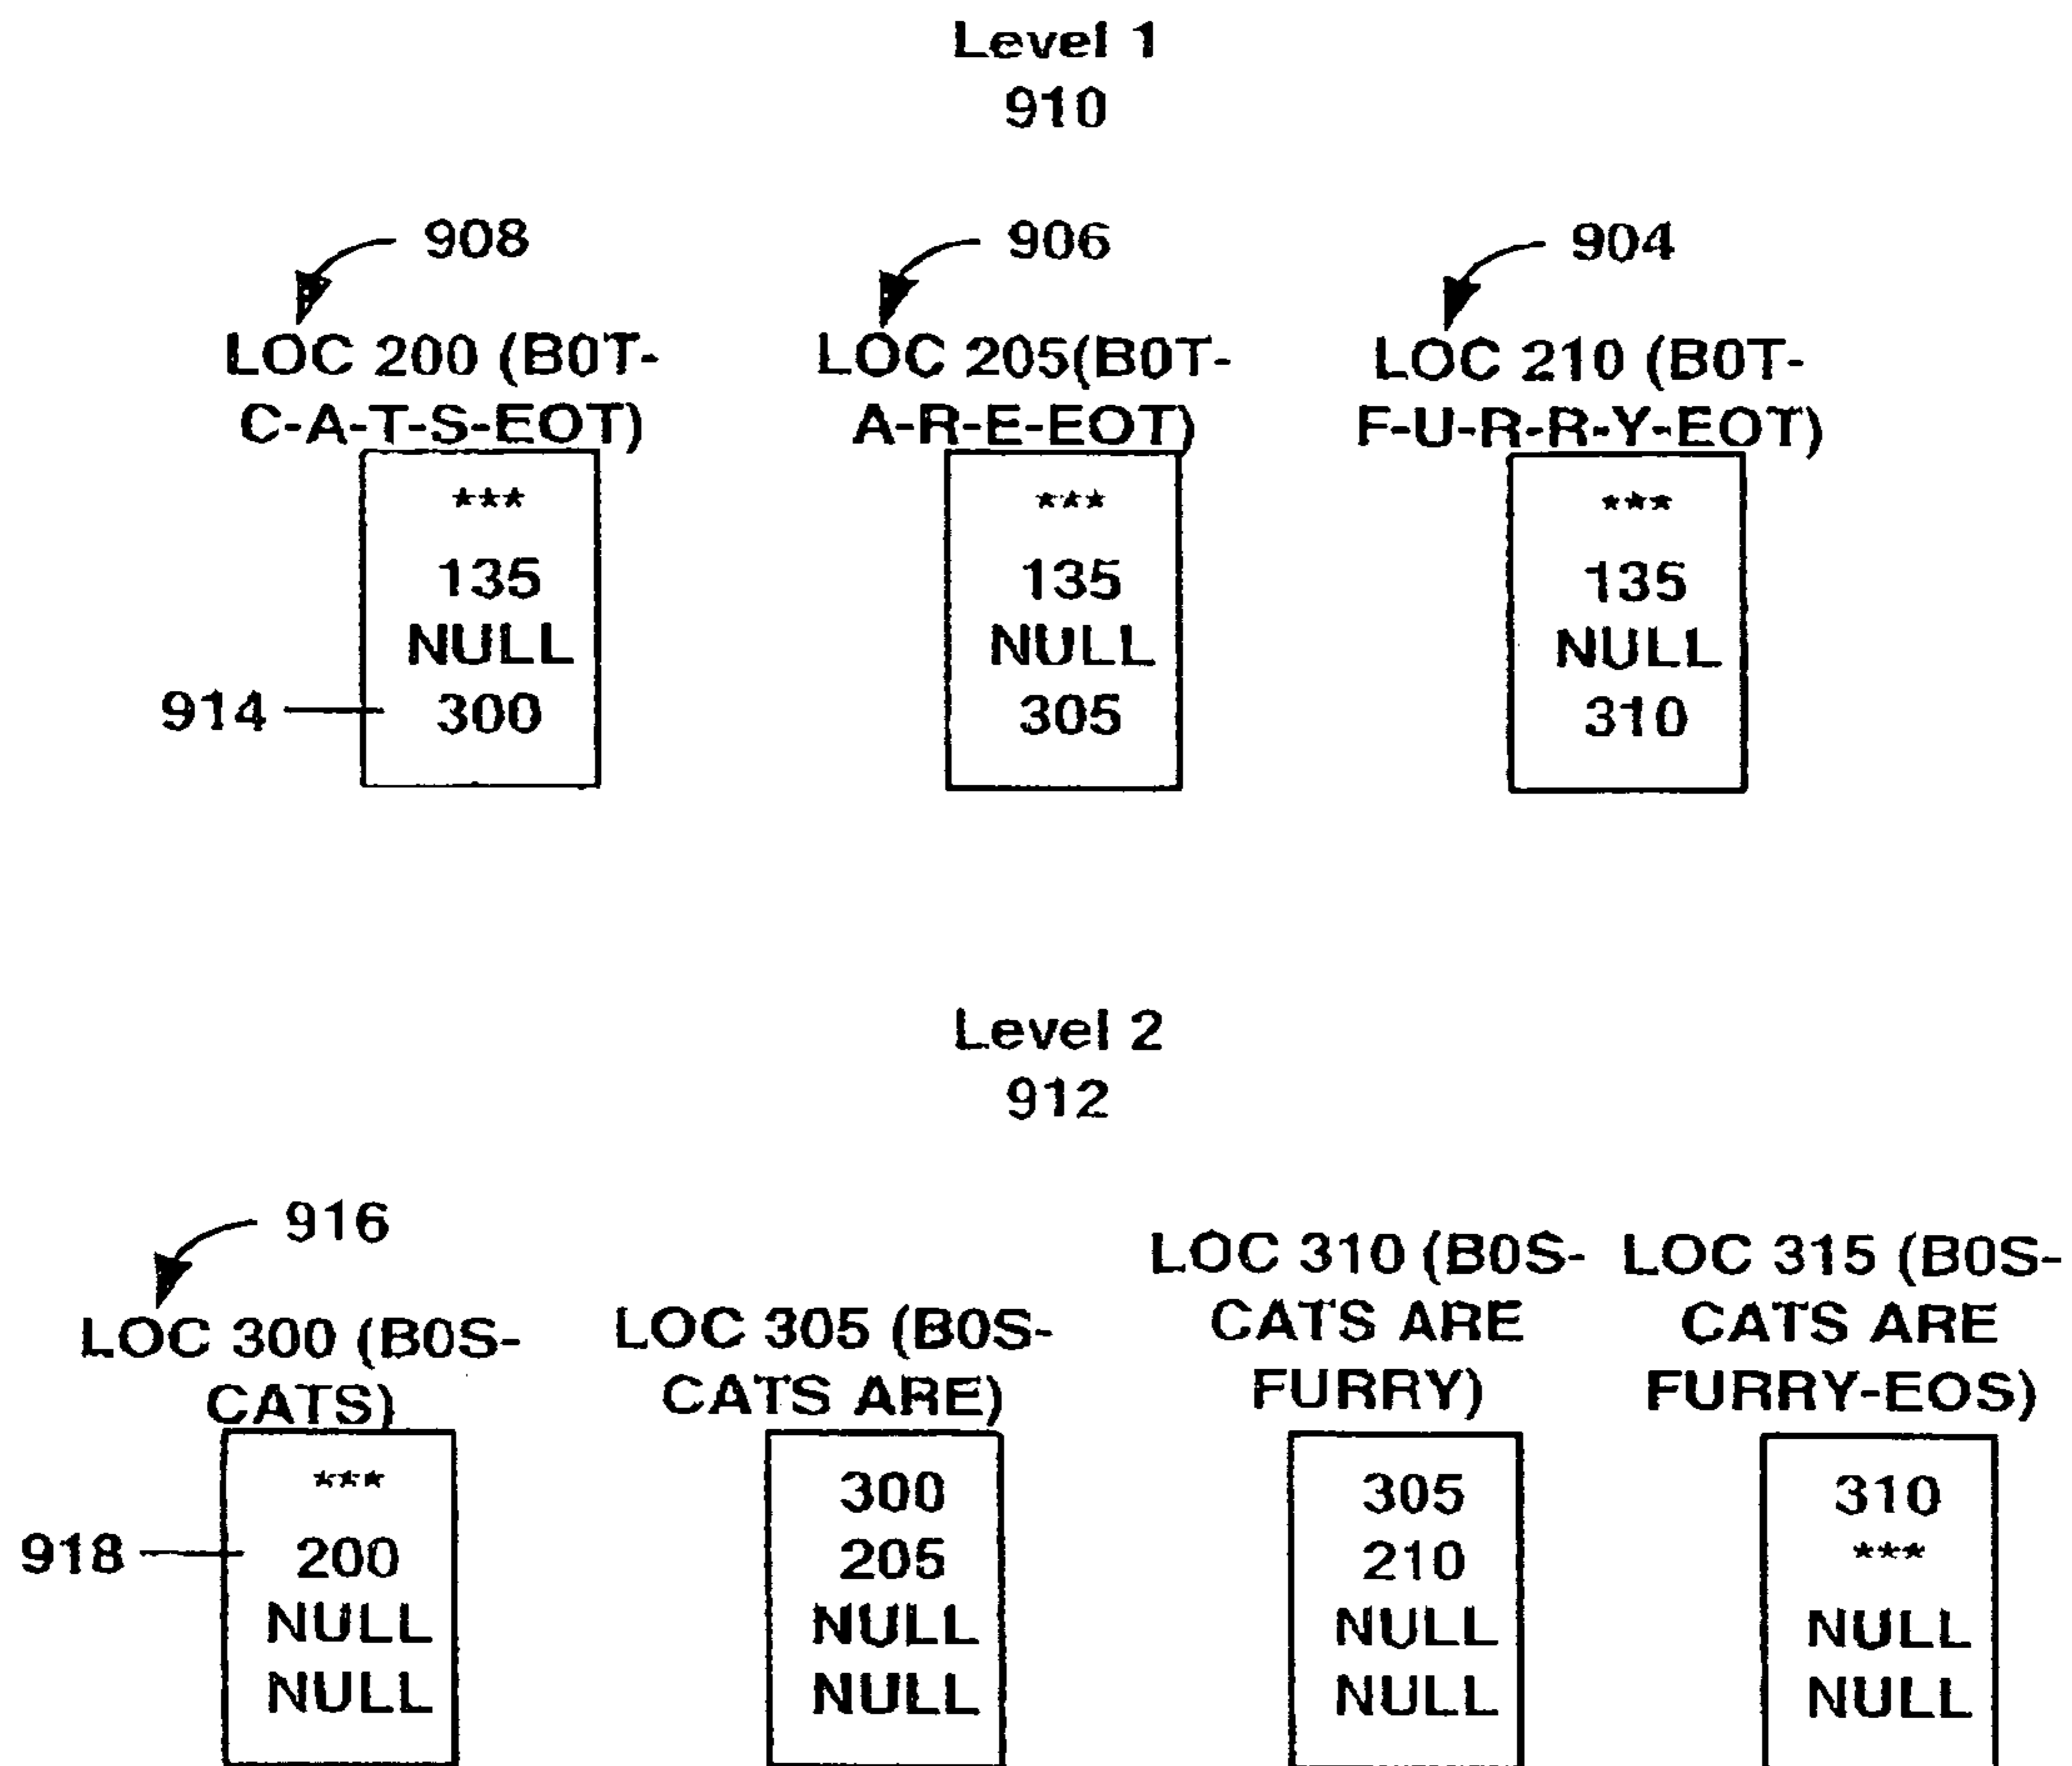 Level 1
910
908
906
904
LOC 200 (B0T-
C-A-T-S-EOT)
LOC 205(B0T-
A-R-E-EOT)
LOC 210 (B0T-
F-U-R-R-Y-EOT)
***
135
NULL
914
300
***
135
NULL
305
***
135
NULL
310
Level 2
912
916
LOC 300 (B0S-
CATS)
LOC 305 (B0S-
CATS ARE)
LOC 310 (B0S-
CATS ARE
FURRY)
LOC 315 (B0S-
CATS ARE
FURRY-EOS)
***
918
200
NULL
NULL
300
205
NULL
NULL
305
210
NULL
NULL
310
***
NULL
NULL